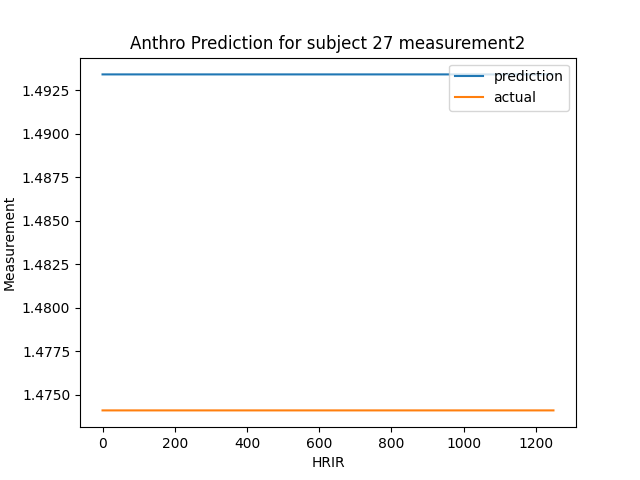 Anthro Prediction for subject 27 measurement2
prediction
actual
1.4925
1.4900
1.4875
1.4850
1.4825
1.4800
1.4775
1.4750
Measurement
0 200 400 600 800 1000 1200
HRIR